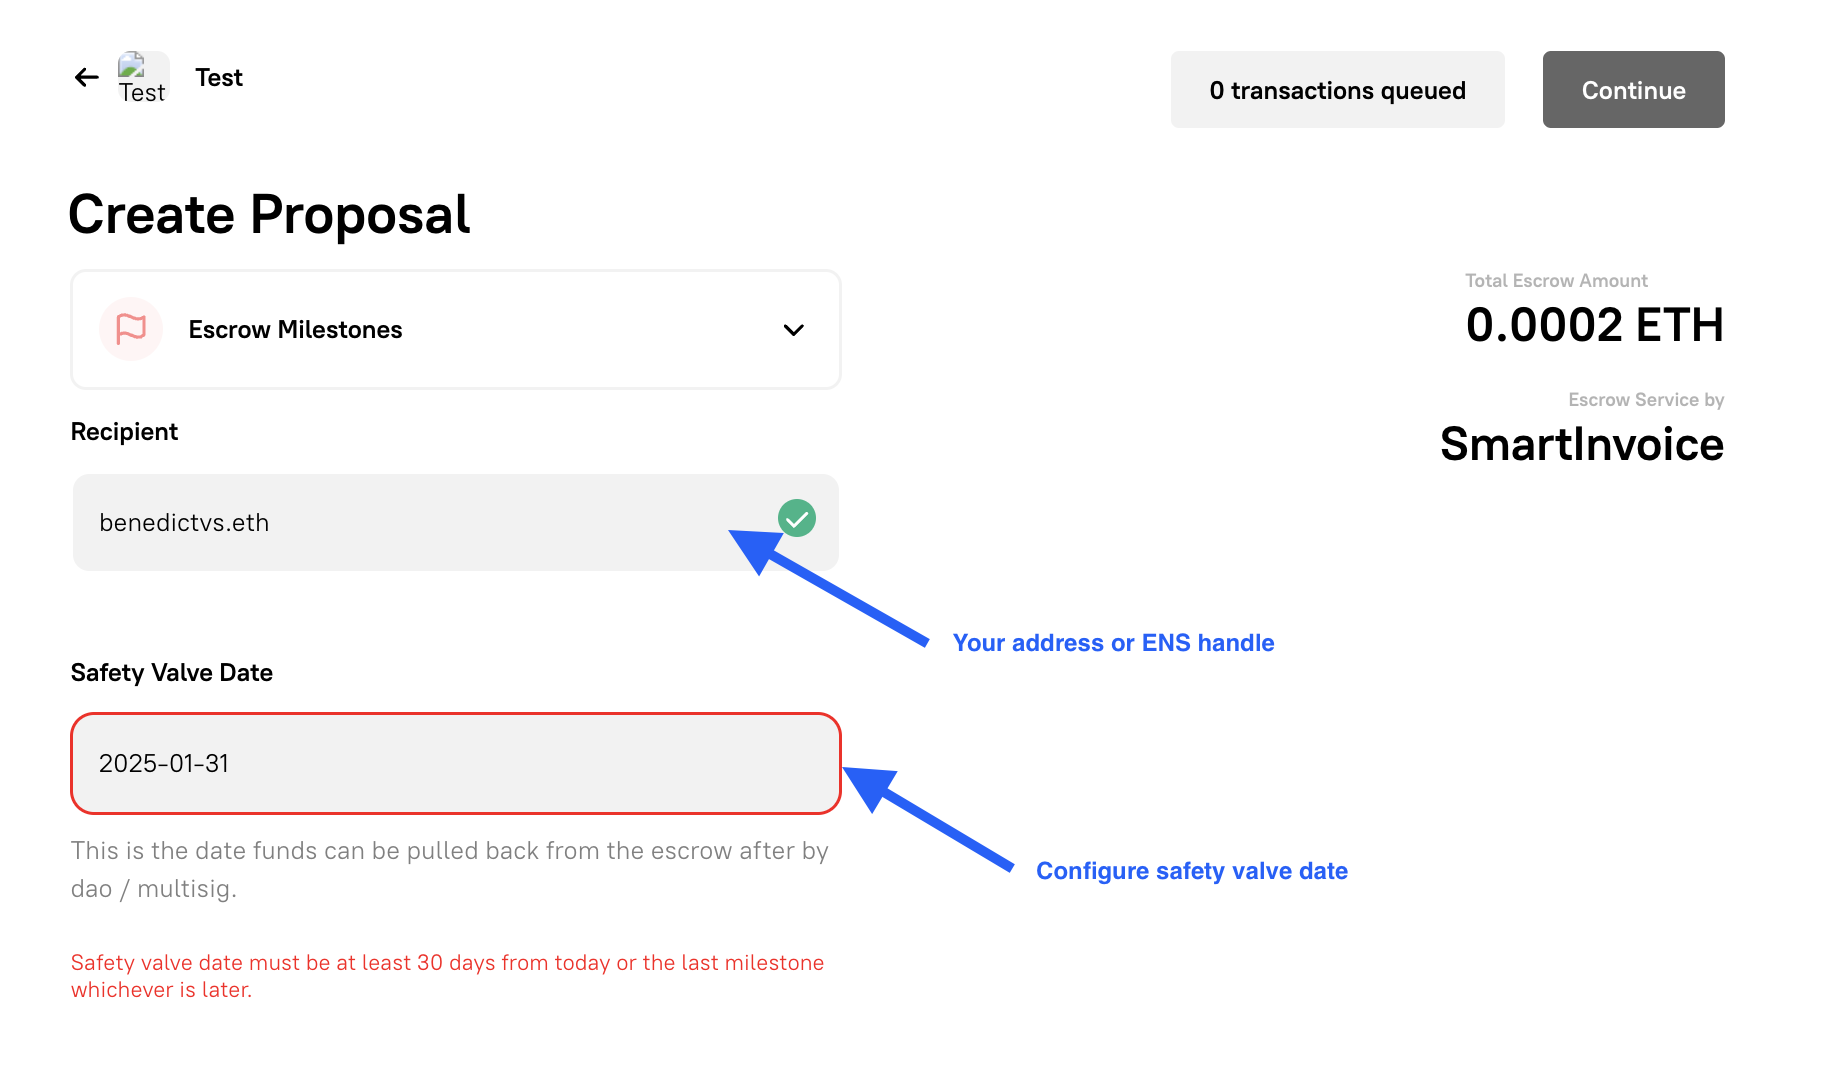 Test
Test
0 transactions queued
Continue
Create Proposal
Escrow Milestones
Total Escrow Amount
0.0002 ETH
Escrow Service by
SmartInvoice
Recipient
benedictvs.eth
Your address or ENS handle
Safety Valve Date
2025-01-31
Configure safety valve date
This is the date funds can be pulled back from the escrow after by
dao / multisig.
Safety valve date must be at least 30 days from today or the last milestone
whichever is later.